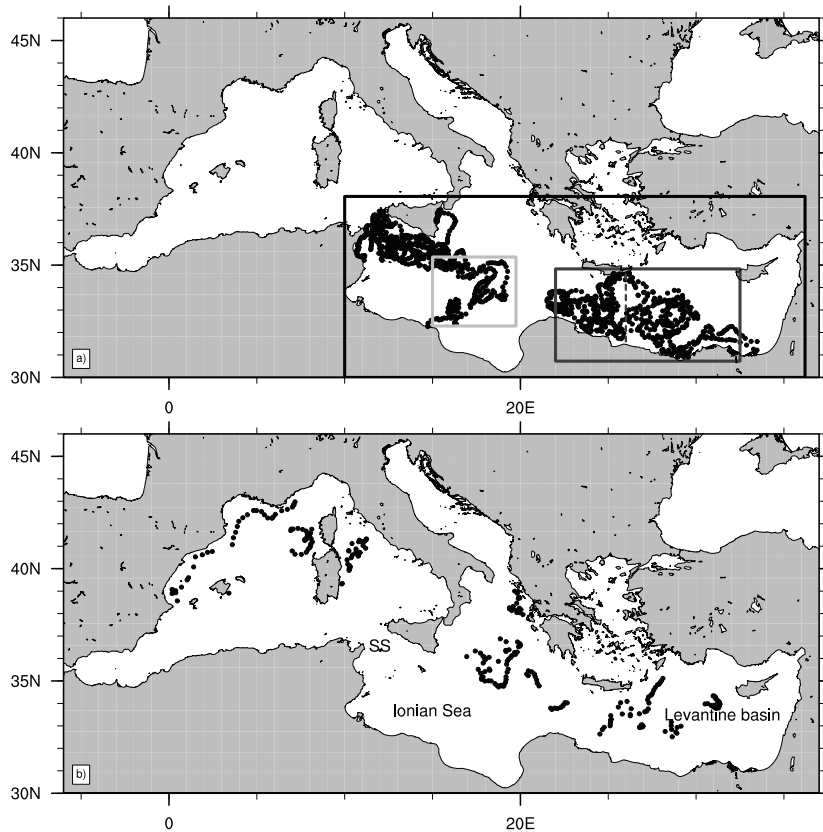 45N
40N
35N
30N
a)
0
20E
45N
40N
SS
35N
Ionian Sea
Levantine basin
30N
b)
0
20E